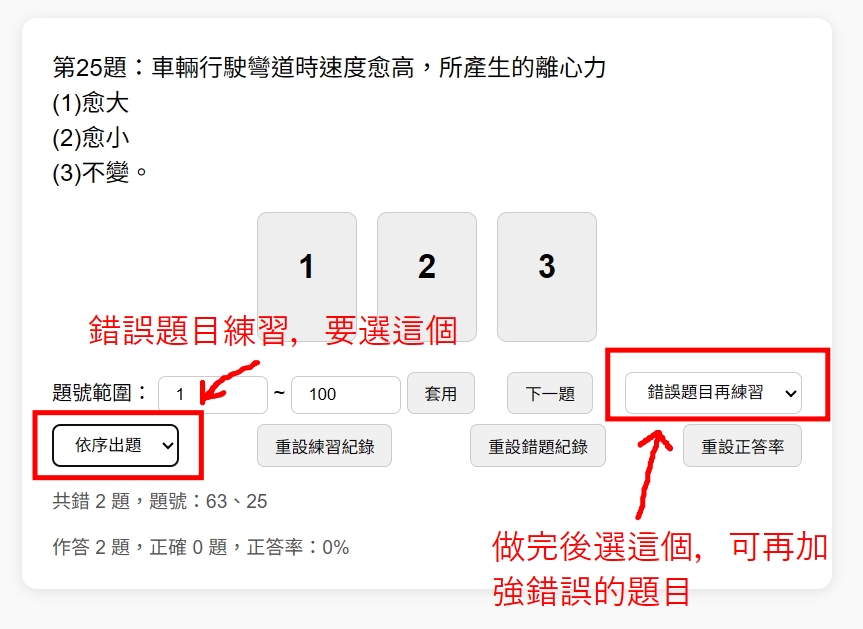 第25題：車輛行駛彎道時速度愈高，所產生的離心力
(1)愈大
(2)愈小
(3)不變。
1
2
3
錯誤題目練習, 要選這個
題號範圍：
1
~
100
套用
下一題
錯誤題目再練習
依序出題
重設練習紀錄
重設錯題紀錄
重設正答率
共錯 2 題，題號：63、25
作答 2 題，正確 0 題，正答率：0%
做完後選這個, 可再加
強錯誤的題目